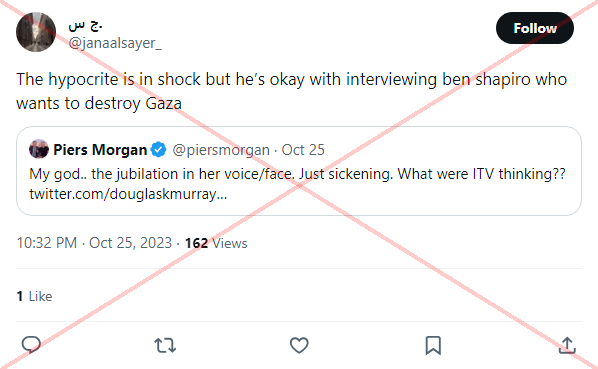 ج س.
@janaalsayer_
Follow
The hypocrite is in shock but he’s okay with interviewing ben shapiro who
wants to destroy Gaza
Piers Morgan @piersmorgan · Oct 25
My god.. the jubilation in her voice/face. Just sickening. What were ITV thinking??
twitter.com/douglaskmurray...
10:32 PM · Oct 25, 2023 · 162 Views
1 Like